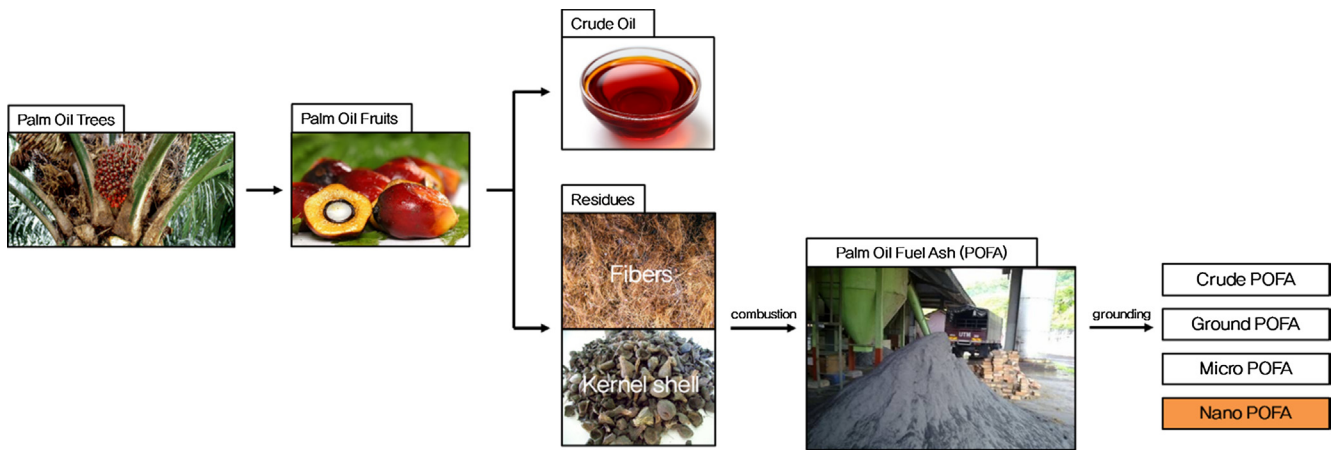 Crude Oil
Palm Oil Trees
Palm Oil Fruits
Residues
Fibers
Kernel shell
combustion
Palm Oil Fuel Ash (POFA)
UTM
grounding
Crude POFA
Ground POFA
Micro POFA
Nano POFA